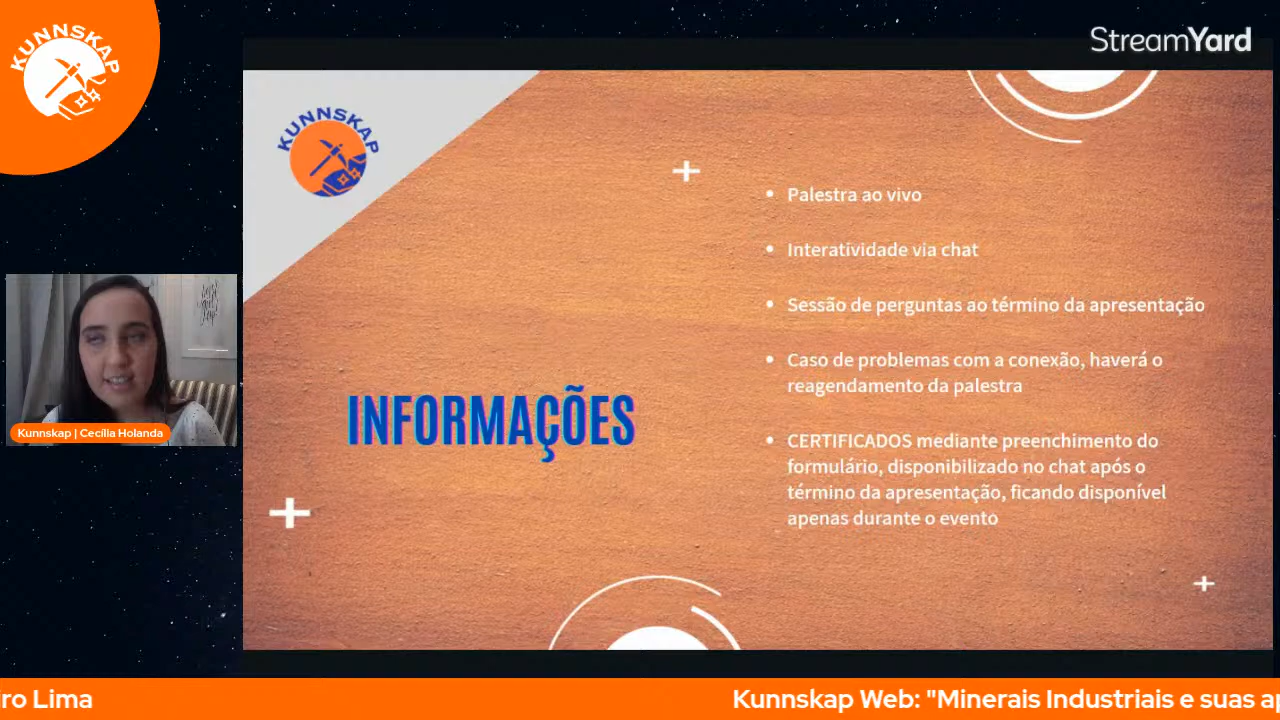 KUNNSKAP
StreamYard
KUNNSKAP
INFORMAÇÕES
• Palestra ao vivo
• Interatividade via chat
• Sessão de perguntas ao término da apresentação
• Caso de problemas com a conexão, haverá o
reagendamento da palestra
• CERTIFICADOS mediante preenchimento do
formulário, disponibilizado no chat após o
término da apresentação, ficando disponível
apenas durante o evento
Kunnskap | Cecília Holanda
ro Lima
Kunnskap Web: "Minerais Industriais e suas ap